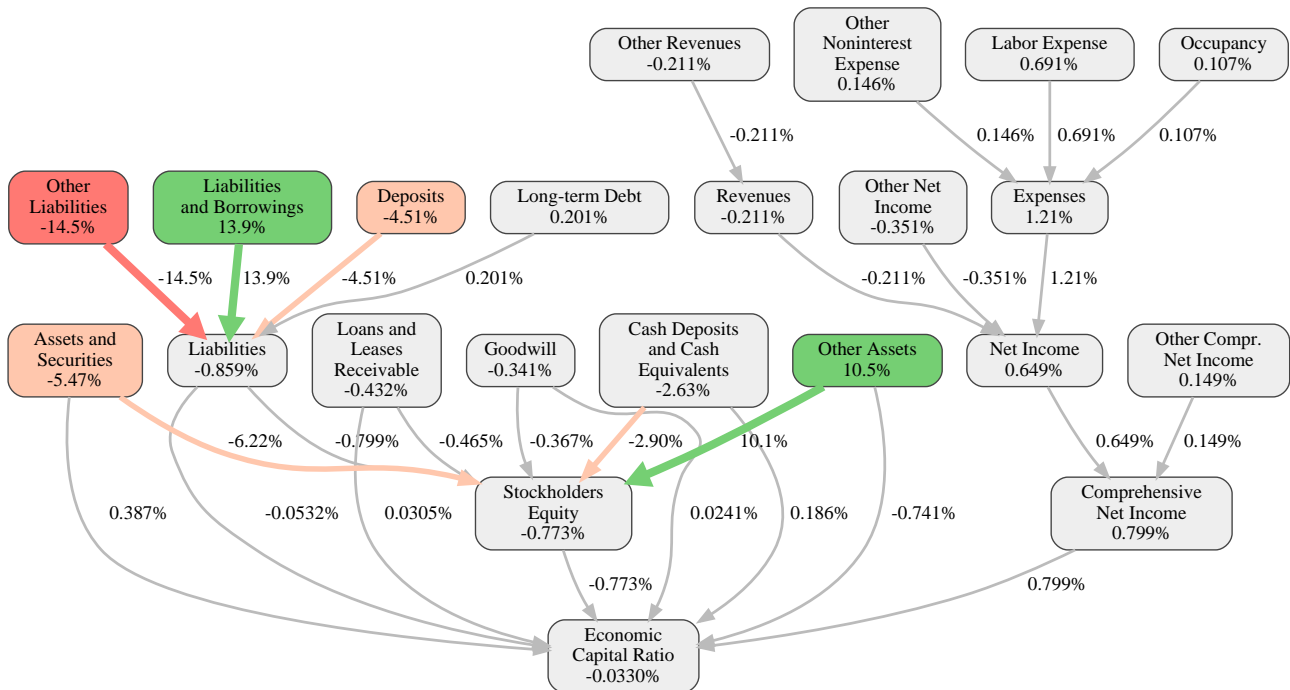 Other Revenues
-0.211%
Other
Noninterest
Expense
0.146%
Labor Expense
0.691%
Occupancy
0.107%
-0.211%
0.146%
0.691%
0.107%
Other
Liabilities
-14.5%
Liabilities
and Borrowings
13.9%
Deposits
-4.51%
Long-term Debt
0.201%
Revenues
-0.211%
Other Net
Income
-0.351%
Expenses
1.21%
-14.5%
13.9%
-4.51%
0.201%
-0.211%
-0.351%
1.21%
Assets and
Securities
-5.47%
Liabilities
-0.859%
Loans and
Leases
Receivable
-0.432%
Goodwill
-0.341%
Cash Deposits
and Cash
Equivalents
-2.63%
Other Assets
10.5%
Net Income
0.649%
Other Compr.
Net Income
0.149%
-6.22%
-0.799%
-0.465%
-0.367%
-2.90%
10.1%
0.649%
0.149%
Stockholders
Equity
-0.773%
Comprehensive
Net Income
0.799%
0.387%
-0.0532%
0.0305%
0.0241%
0.186%
-0.741%
-0.773%
0.799%
Economic
Capital Ratio
-0.0330%